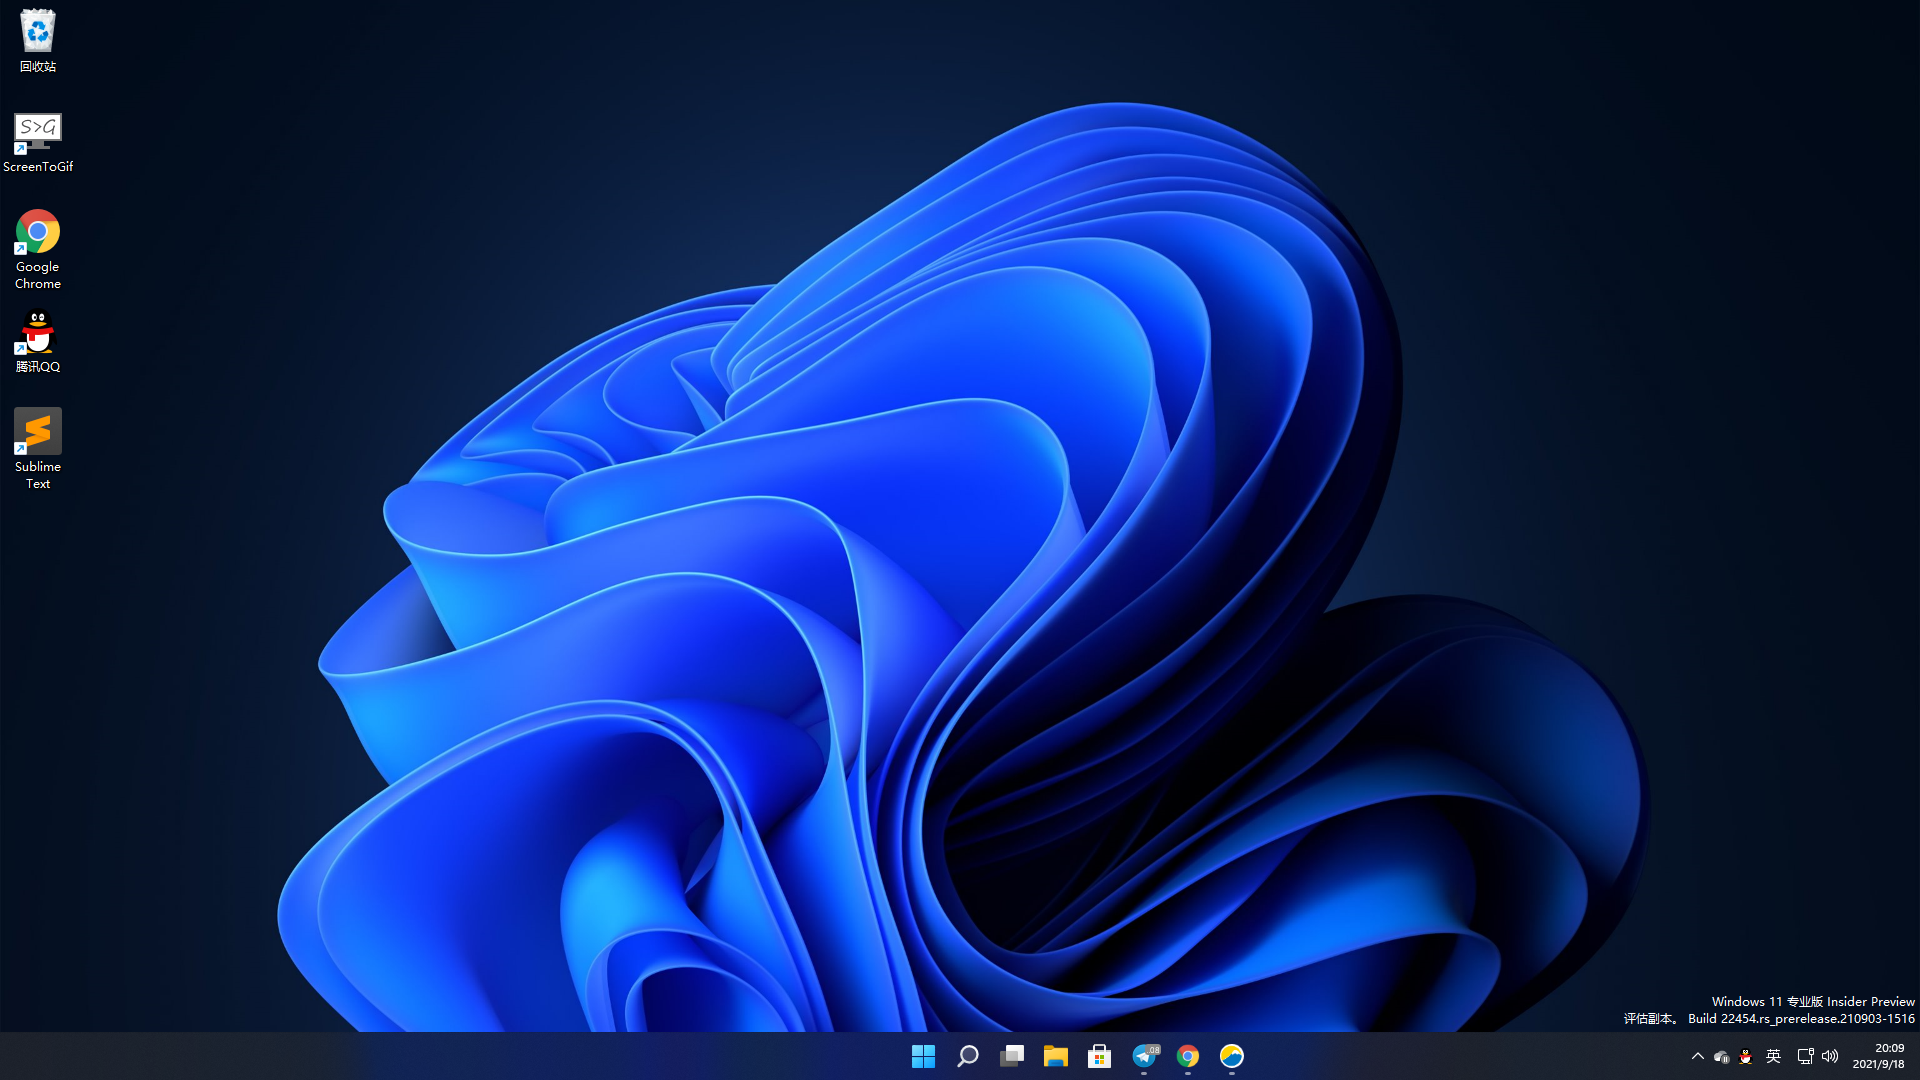 回收站
S>G
ScreenToGif
Google
Chrome
腾讯QQ
Sublime
Text
Windows 11 专业版 Insider Preview
评估副本。 Build 22454.rs_prerelease.210903-1516
.08
英
20:09
2021/9/18